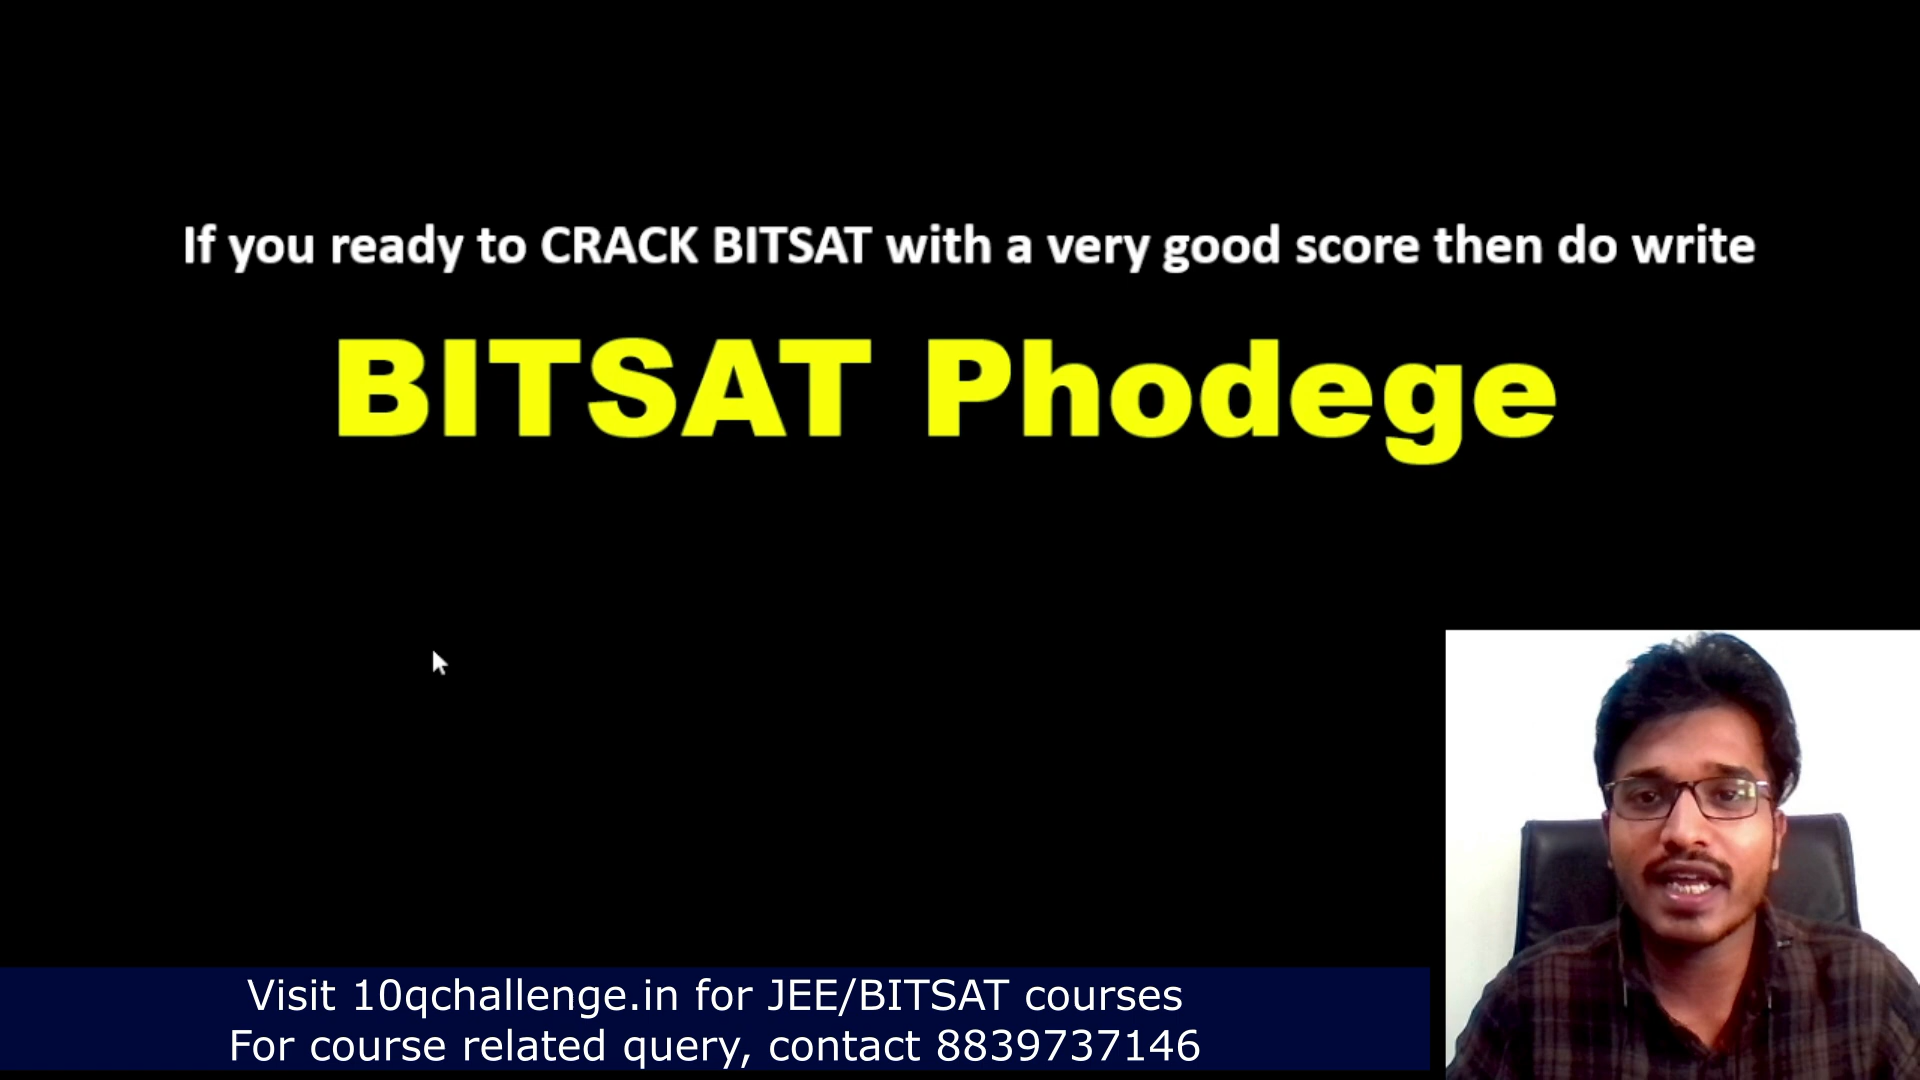 If you ready to CRACK BITSAT with a very good score then do write
BITSAT Phodege
Visit 10qchallenge.in for JEE/BITSAT courses
For course related query, contact 8839737146